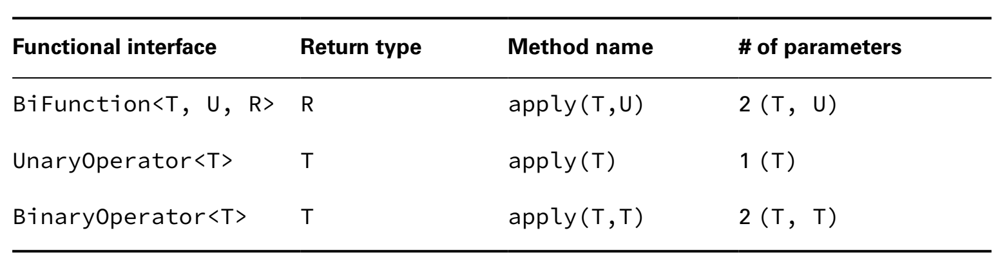 Functional interface Return type Method name # of parameters
BiFunction<T, U, R> R apply(T,U) 2 (T, U)
UnaryOperator<T> T apply(T) 1 (T)
BinaryOperator<T> T apply(T,T) 2 (T, T)